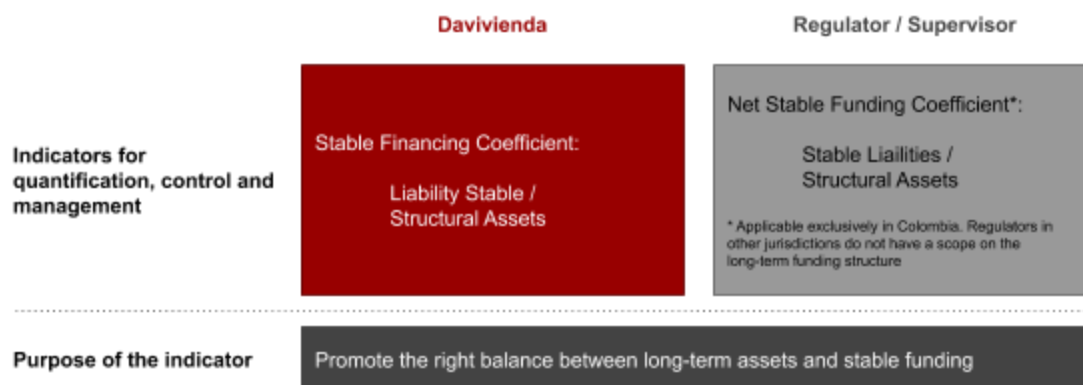 Davivienda
Regulator / Supervisor
Indicators for
quantification, control and
management
Stable Financing Coefficient:
Liability Stable /
Structural Assets
Net Stable Funding Coefficient*:
Stable Liailities /
Structural Assets
* Applicable exclusively in Colombia. Regulators in
other jurisdictions do not have a scope on the
long-term funding structure
Purpose of the indicator
Promote the right balance between long-term assets and stable funding